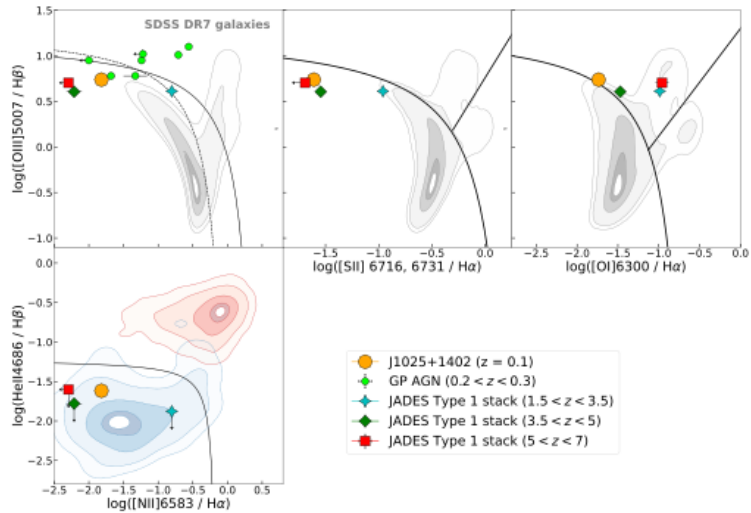 SDSS DR7 galaxies
log([OIII]5007 / Hβ)
1.5
1.0
0.5
0.0
−0.5
−1.0
−1.0
−0.5
0.0
log([SII] 6716, 6731 / Hα)
−2.5
−2.0
−1.5
−1.0
−0.5
0.0
log([OI]6300 / Hα)
log(HeII4686 / Hβ)
0.0
−0.5
−1.0
−1.5
−2.0
−2.5
−2.5
−2.0
−1.5
−1.0
−0.5
0.0
0.5
log([NII]6583 / Hα)
J1025+1402 (z = 0.1)
GP AGN (0.2 < z < 0.3)
JADES Type 1 stack (1.5 < z < 3.5)
JADES Type 1 stack (3.5 < z < 5)
JADES Type 1 stack (5 < z < 7)